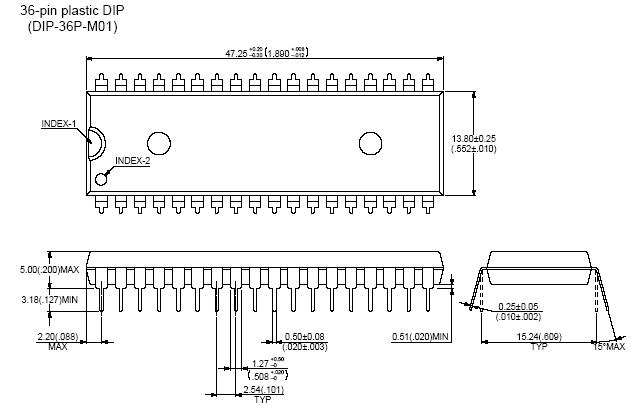 36-pin plastic DIP
(DIP-36P-M01)
47.25 +0.20 -0.30 (1.890 +.008 -.012)
INDEX-1
13.80±0.25
(.552±.010)
INDEX-2
5.00(.200)MAX
3.18(.127)MIN
0.25±0.05
(.010±.002)
2.20(.088)
MAX
0.50±0.08
(.020±.003)
0.51(.020)MIN
15.24(.609)
TYP
15°MAX
1.27 +0.50 -0
(.508 +.020 -0)
2.54(.101)
TYP